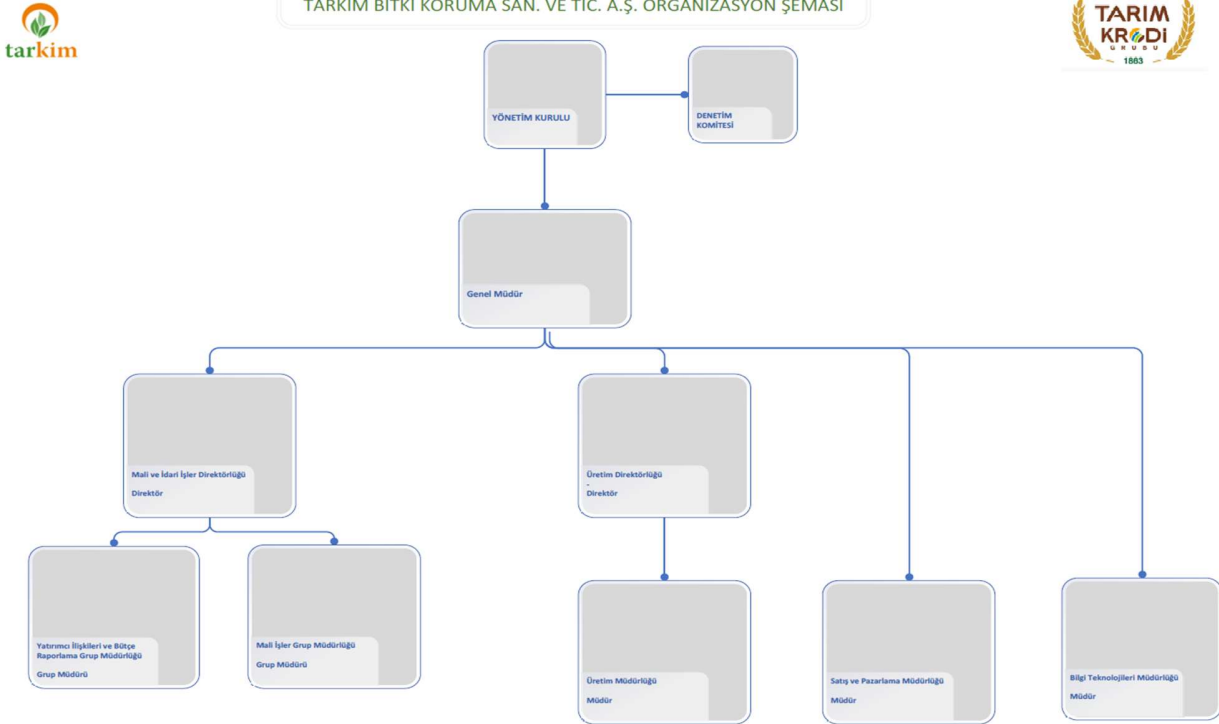 tarkim
TARKİM BİTKİ KORUMA SAN. VE TİC. A.Ş. ORGANİZASYON ŞEMASI
TARIM
KREDİ
GRUBU
1863
YÖNETİM KURULU
DENETİM
KOMİTESİ
Genel Müdür
Mali ve İdari İşler Direktörlüğü
Direktör
Üretim Direktörlüğü
-
Direktör
Yatırımcı İlişkileri ve Bütçe
Raporlama Grup Müdürlüğü
Grup Müdürü
Mali İşler Grup Müdürlüğü
Grup Müdürü
Üretim Müdürlüğü
Müdür
Satış ve Pazarlama Müdürlüğü
Müdür
Bilgi Teknolojileri Müdürlüğü
Müdür